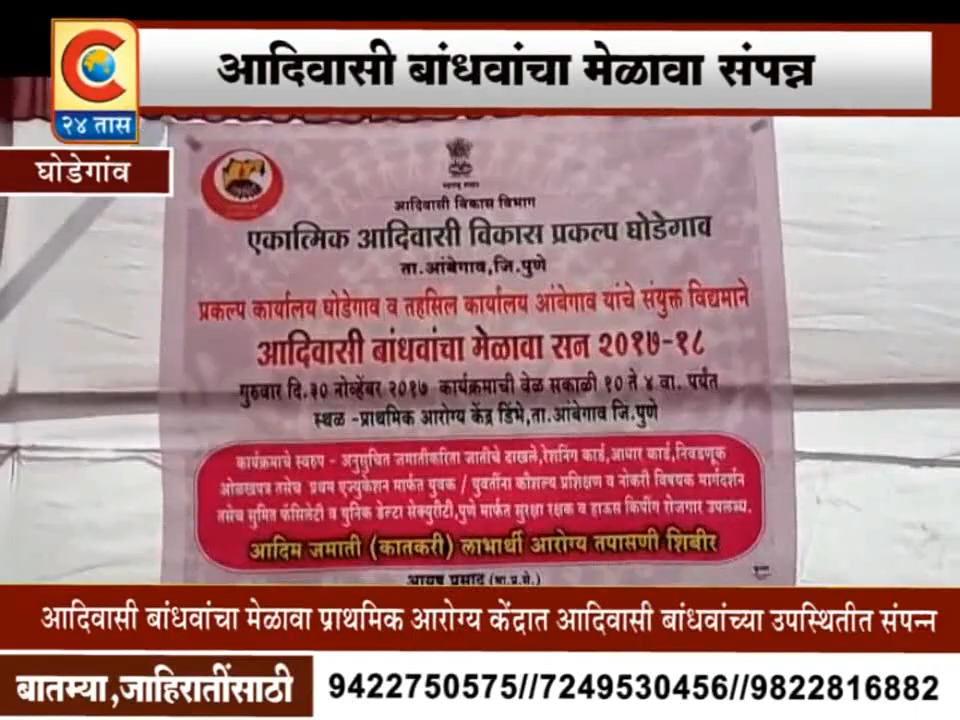 आदिवासी बांधवांचा मेळावा संपन्न
C
२४ तास
घोडेगांव
आदिवासी विकास विभाग
एकात्मिक आदिवासी विकास प्रकल्प घोडेगाव
ता.आंबेगाव,जि.पुणे
प्रकल्प कार्यालय घोडेगाव व तहसिल कार्यालय आंबेगाव यांचे संयुक्त विद्यमाने
आदिवासी बांधवांचा मेळावा सन २०१७-१८
गुरुवार दि.३० नोव्हेंबर २०१७ कार्यक्रमाची वेळ सकाळी १० ते ४ वा. पर्यंत
स्थळ -प्राथमिक आरोग्य केंद्र डिंभे,ता.आंबेगाव जि.पुणे
कार्यक्रमाचे स्वरुप - अनुसुचित जमातीकरिता जातीचे दाखले,रेशनिंग कार्ड,आधार कार्ड,निवडणूक
ओळखपत्र तसेच प्रथम एज्युकेशन मार्फत युवक / युवतींना कौशल्य प्रशिक्षण व नोकरी विषयक मार्गदर्शन
तसेच सुमित फॅसिलेटी व युनिक डेल्टा सेक्युरीटी,पुणे मार्फत सुरक्षा रक्षक व हाऊस किपींग रोजगार उपलब्ध.
आदिम जमाती (कातकरी) लाभार्थी आरोग्य तपासणी शिबीर
आयुष प्रसाद (भा.प्र.से.)
आदिवासी बांधवांचा मेळावा प्राथमिक आरोग्य केंद्रात आदिवासी बांधवांच्या उपस्थितीत संपन्न
बातम्या,जाहिरातींसाठी
9422750575//7249530456//9822816882